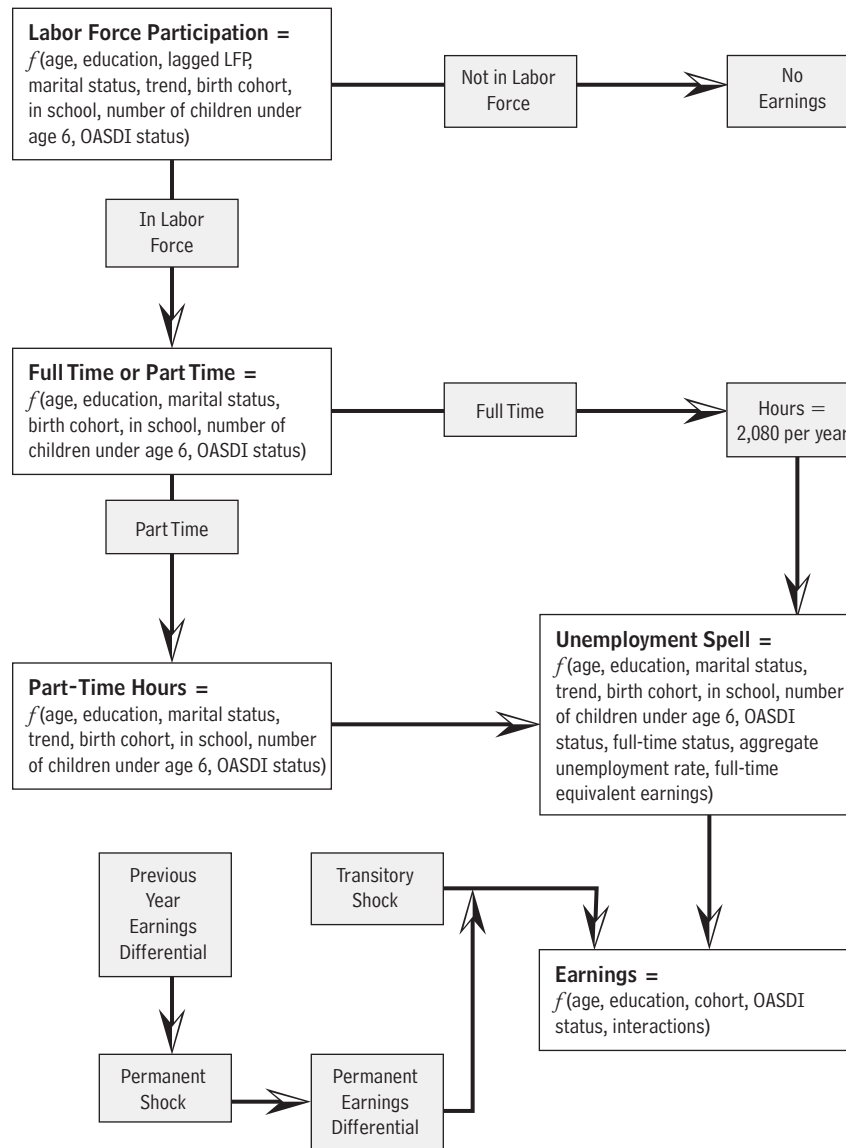 Labor Force Participation =
f(age, education, lagged LFP,
marital status, trend, birth cohort,
in school, number of children under
age 6, OASDI status)
Not in Labor
Force
No
Earnings
In Labor
Force
Full Time or Part Time =
f(age, education, marital status,
birth cohort, in school, number of
children under age 6, OASDI status)
Full Time
Hours =
2,080 per year
Part Time
Part-Time Hours =
f(age, education, marital status,
trend, birth cohort, in school, number
of children under age 6, OASDI status)
Unemployment Spell =
f(age, education, marital status,
trend, birth cohort, in school, number
of children under age 6, OASDI
status, full-time status, aggregate
unemployment rate, full-time
equivalent earnings)
Previous
Year
Earnings
Differential
Transitory
Shock
Earnings =
f(age, education, cohort, OASDI
status, interactions)
Permanent
Shock
Permanent
Earnings
Differential